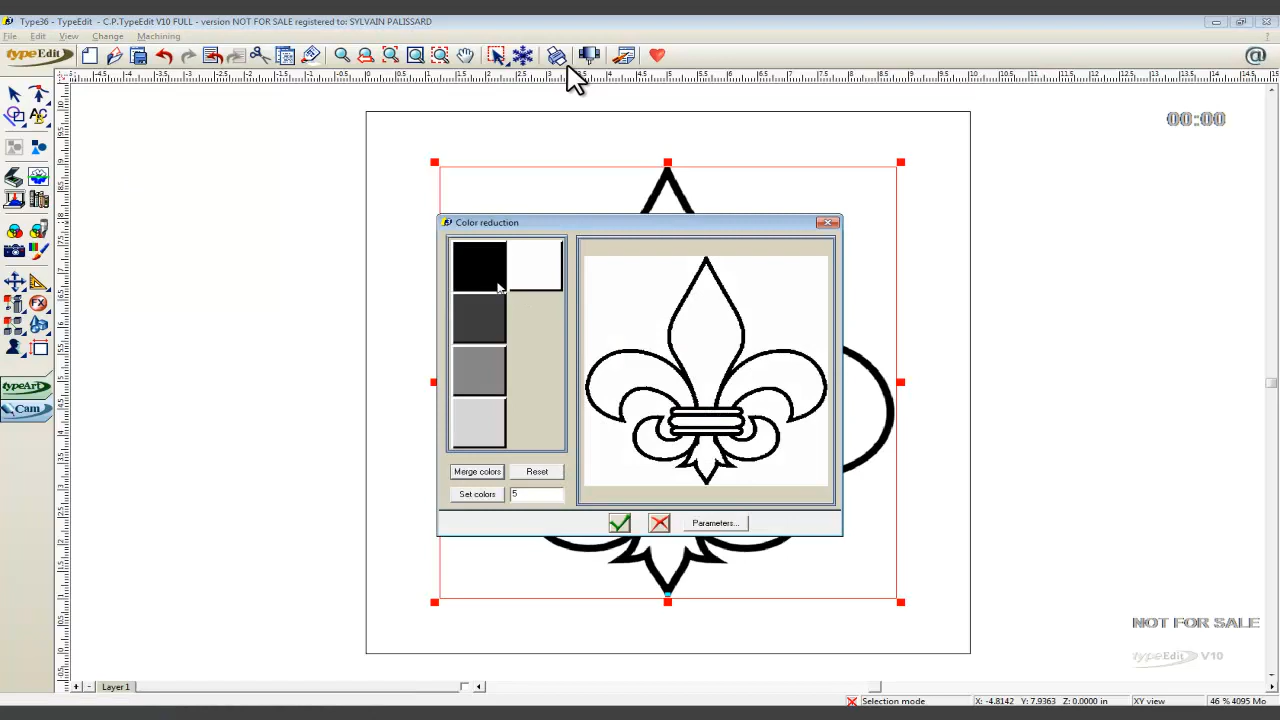 Type36 - TypeEdit - C.P.TypeEdit V10 FULL - version NOT FOR SALE registered to: SYLVAIN PALISSARD
File Edit View Change Machining ?
typeEdit @
00:00
ABC
FX
typeArt
Cam
Color reduction
Merge colors Reset
Set colors 5
Parameters...
NOT FOR SALE
typeEdit V10
+ - Layer 1
Selection mode X: -4.8142 Y: 7.9363 Z: 0.0000 in XY view 46 % 4095 Mo